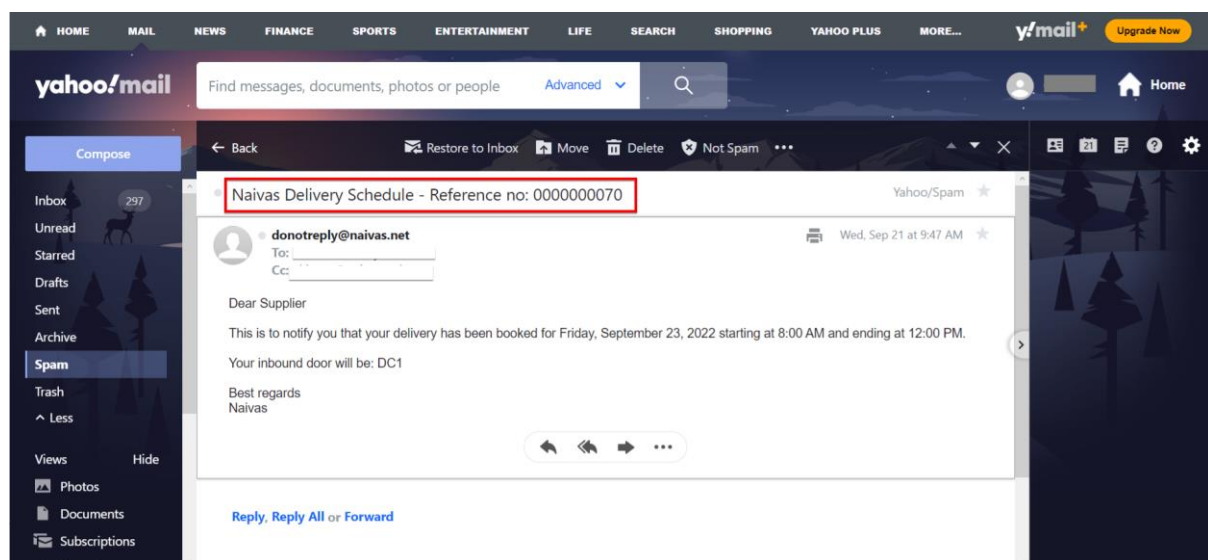 HOME MAIL NEWS FINANCE SPORTS ENTERTAINMENT LIFE SEARCH SHOPPING YAHOO PLUS MORE... y!mail+ Upgrade Now
yahoo!mail Find messages, documents, photos or people Advanced Home
Compose Back Restore to Inbox Move Delete Not Spam ••• 21
Inbox 297 Naivas Delivery Schedule - Reference no: 0000000070 Yahoo/Spam
Unread donotreply@naivas.net Wed, Sep 21 at 9:47 AM
Starred To:
Drafts Cc:
Sent Dear Supplier
Archive This is to notify you that your delivery has been booked for Friday, September 23, 2022 starting at 8:00 AM and ending at 12:00 PM.
Spam Your inbound door will be: DC1
Trash Best regards
Less Naivas
Views Hide
Photos
Documents Reply, Reply All or Forward
Subscriptions